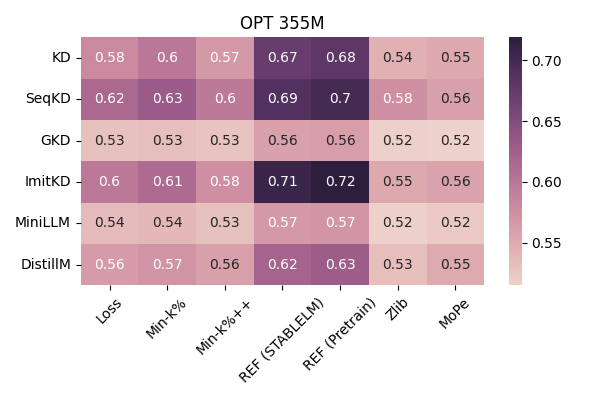 OPT 355M
KD 0.58 0.6 0.57 0.67 0.68 0.54 0.55
SeqKD 0.62 0.63 0.6 0.69 0.7 0.58 0.56
GKD 0.53 0.53 0.53 0.56 0.56 0.52 0.52
ImitKD 0.6 0.61 0.58 0.71 0.72 0.55 0.56
MiniLLM 0.54 0.54 0.53 0.57 0.57 0.52 0.52
DistillM 0.56 0.57 0.56 0.62 0.63 0.53 0.55
Loss Min-k% Min-k%++ REF (STABLELM) REF (Pretrain) Zlib MoPe
0.70
0.65
0.60
0.55